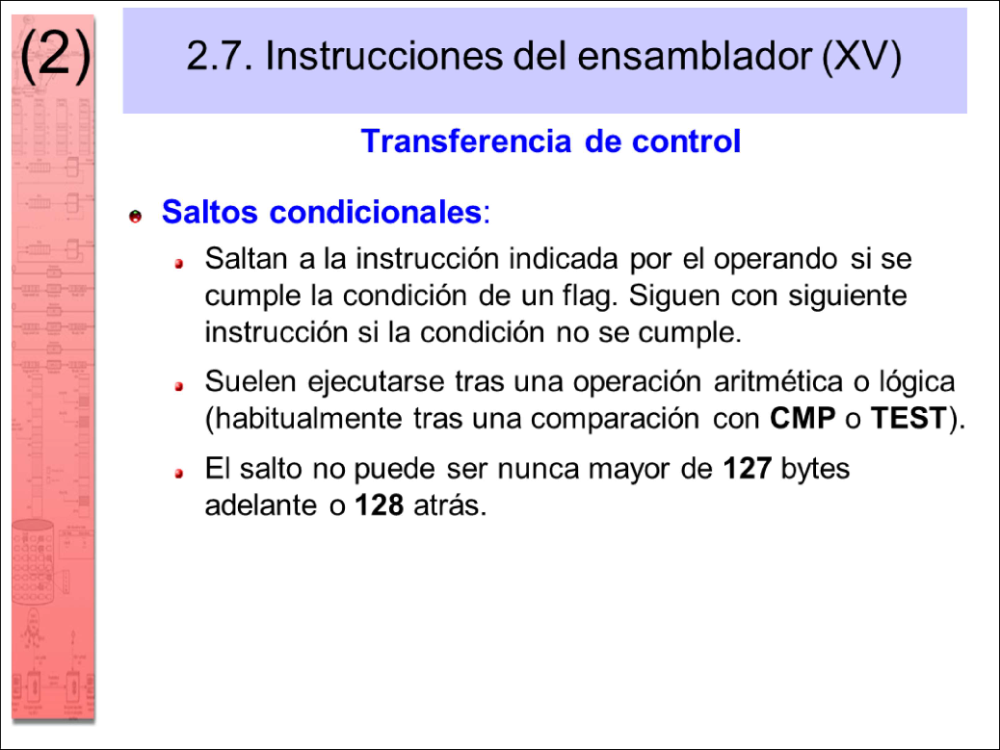 (2)
2.7. Instrucciones del ensamblador (XV)
Transferencia de control
Saltos condicionales:
Saltan a la instrucción indicada por el operando si se
cumple la condición de un flag. Siguen con siguiente
instrucción si la condición no se cumple.
Suelen ejecutarse tras una operación aritmética o lógica
(habitualmente tras una comparación con CMP o TEST).
El salto no puede ser nunca mayor de 127 bytes
adelante o 128 atrás.